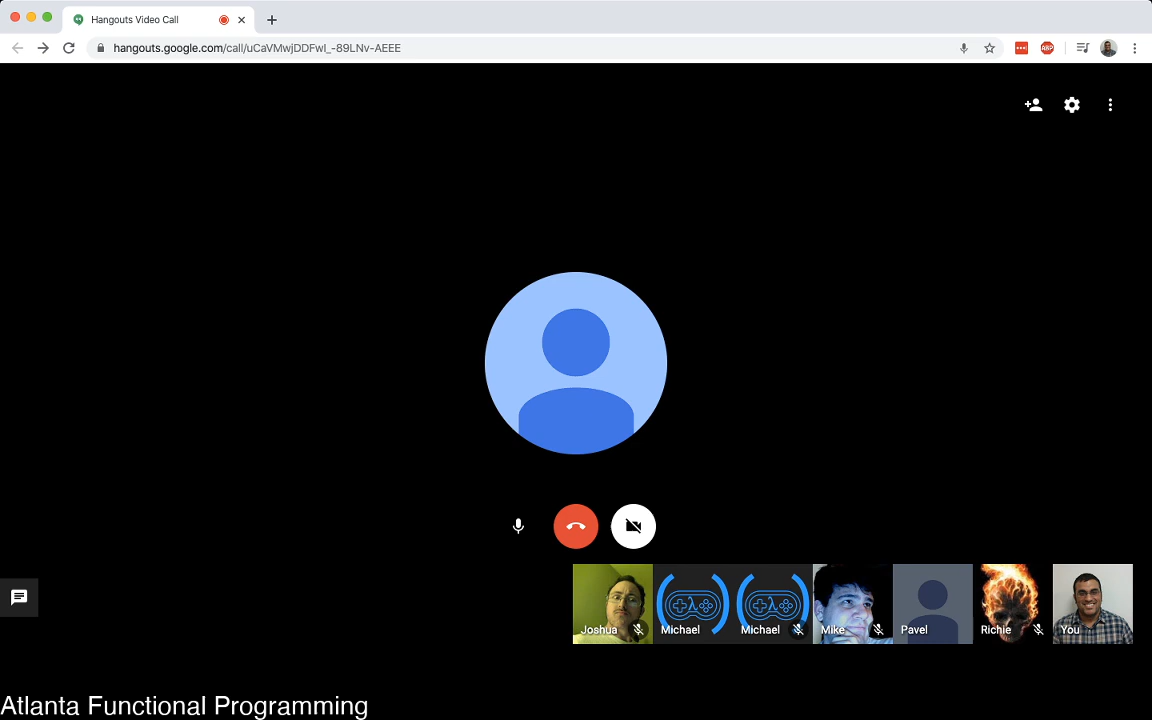 Hangouts Video Call
hangouts.google.com/call/uCaVMwjDDFwI_-89LNv-AEEE
ABP
Joshua
Michael
Michael
Mike
Pavel
Richie
You
Atlanta Functional Programming